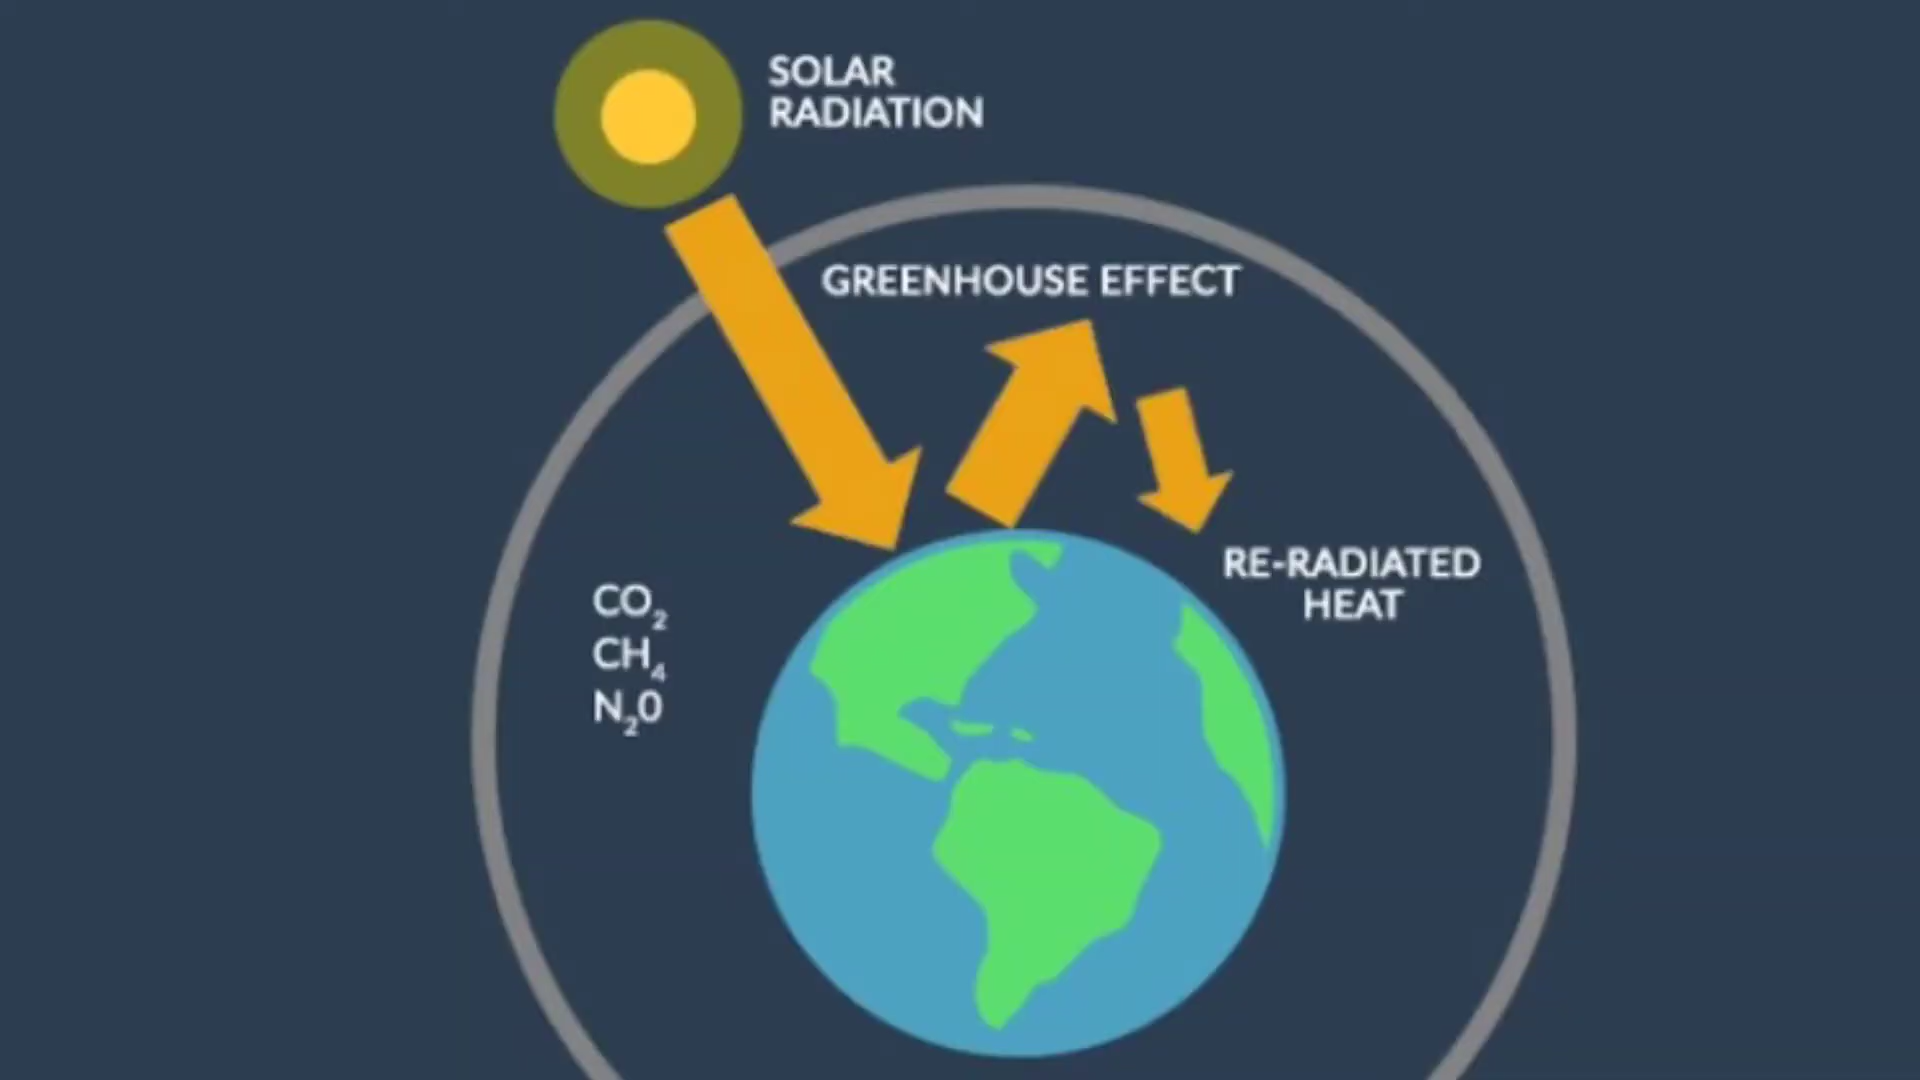 SOLAR
RADIATION
GREENHOUSE EFFECT
RE-RADIATED
HEAT
CO₂
CH₄
N₂0